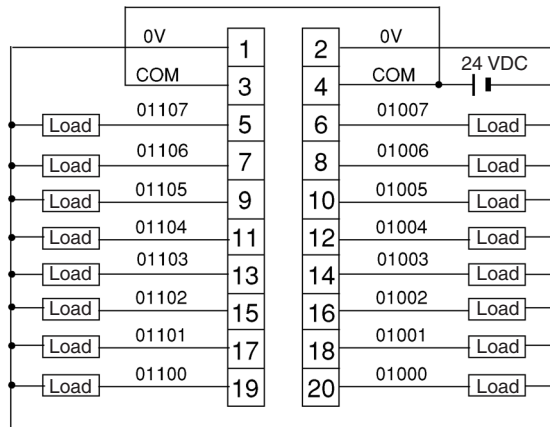 0V 1 2 0V
24 VDC
COM 3 4 COM
01107 01007
Load 5 6 Load
01106 01006
Load 7 8 Load
01105 01005
Load 9 10 Load
01104 01004
Load 11 12 Load
01103 01003
Load 13 14 Load
01102 01002
Load 15 16 Load
01101 01001
Load 17 18 Load
01100 01000
Load 19 20 Load